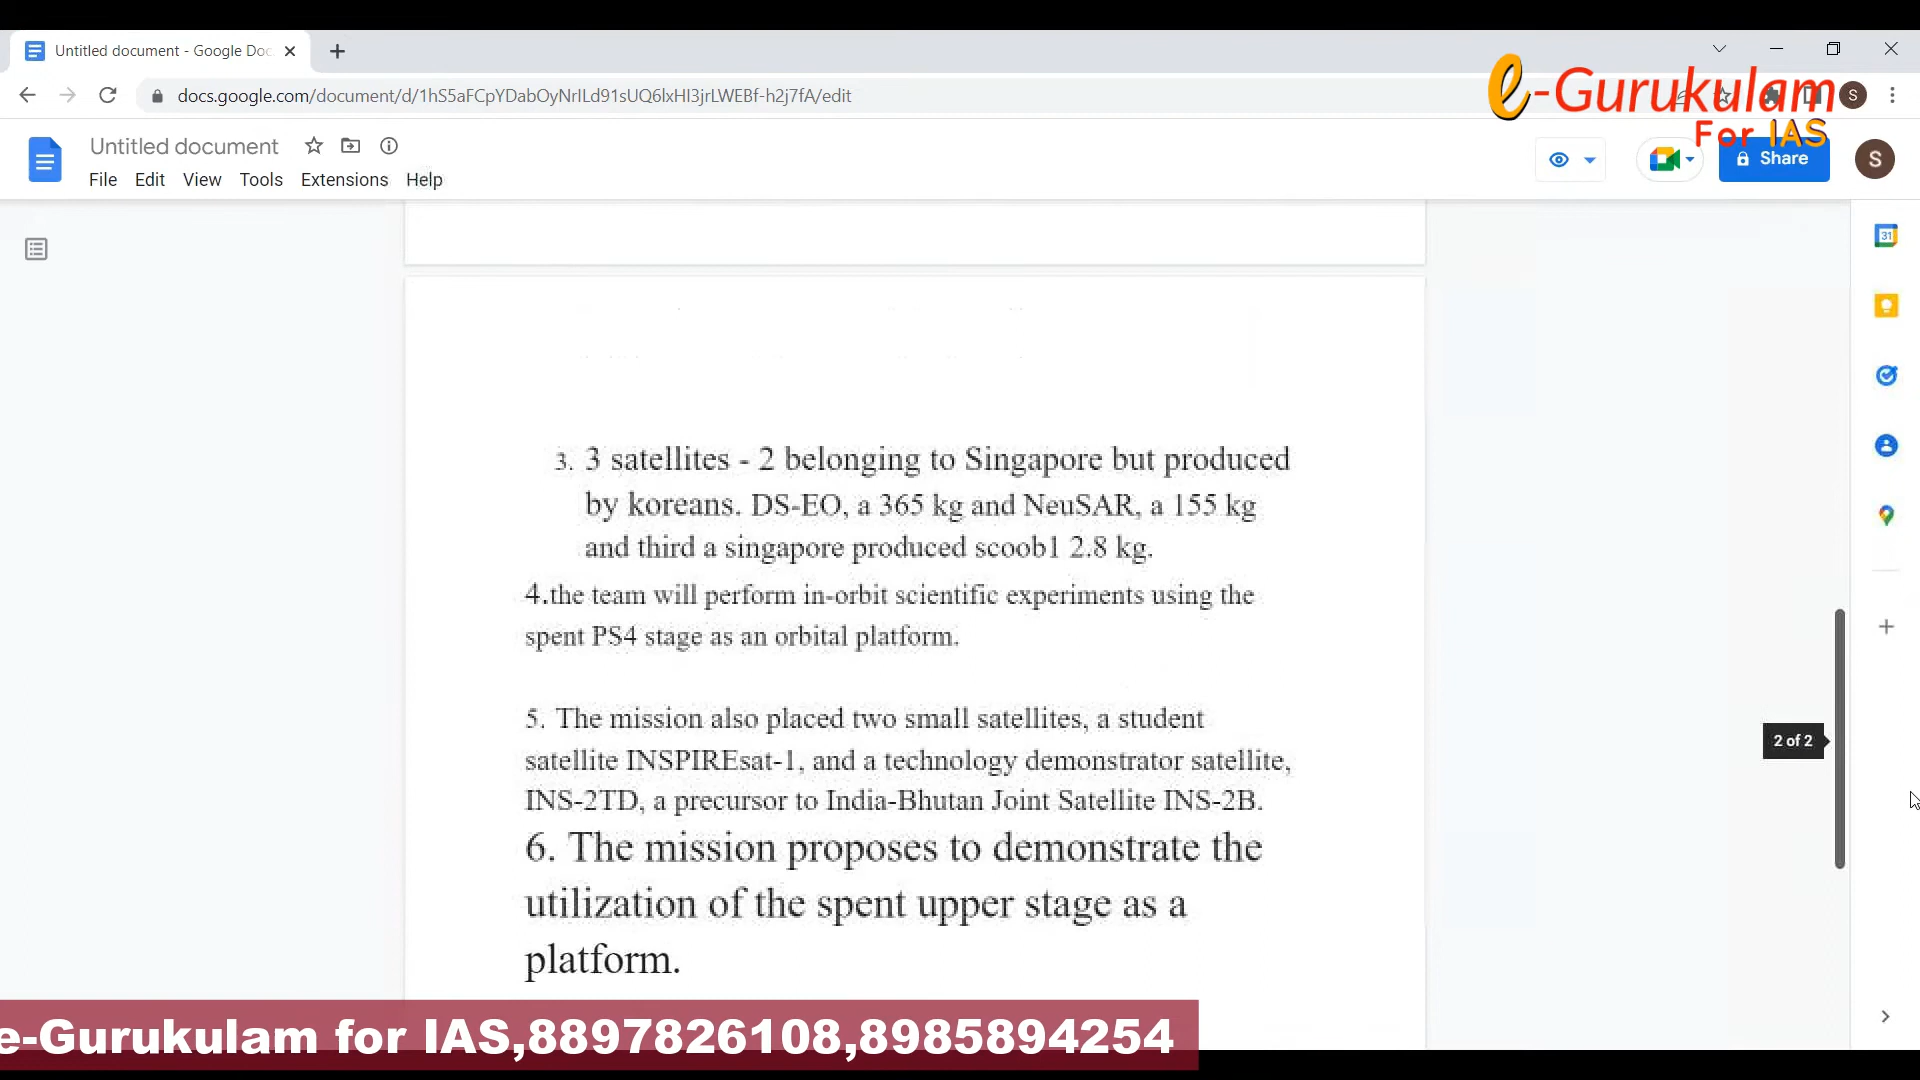 Untitled document - Google Doc
docs.google.com/document/d/1hS5aFCpYDabOyNrILd91sUQ6lxHI3jrLWEBf-h2j7fA/edit
S
e-Gurukulam
For IAS
Untitled document
File Edit View Tools Extensions Help
Share
S
31
3. 3 satellites - 2 belonging to Singapore but produced
by koreans. DS-EO, a 365 kg and NeuSAR, a 155 kg
and third a singapore produced scoob1 2.8 kg.
4.the team will perform in-orbit scientific experiments using the
spent PS4 stage as an orbital platform.
5. The mission also placed two small satellites, a student
satellite INSPIREsat-1, and a technology demonstrator satellite,
INS-2TD, a precursor to India-Bhutan Joint Satellite INS-2B.
6. The mission proposes to demonstrate the
utilization of the spent upper stage as a
platform.
2 of 2
e-Gurukulam for IAS,8897826108,8985894254